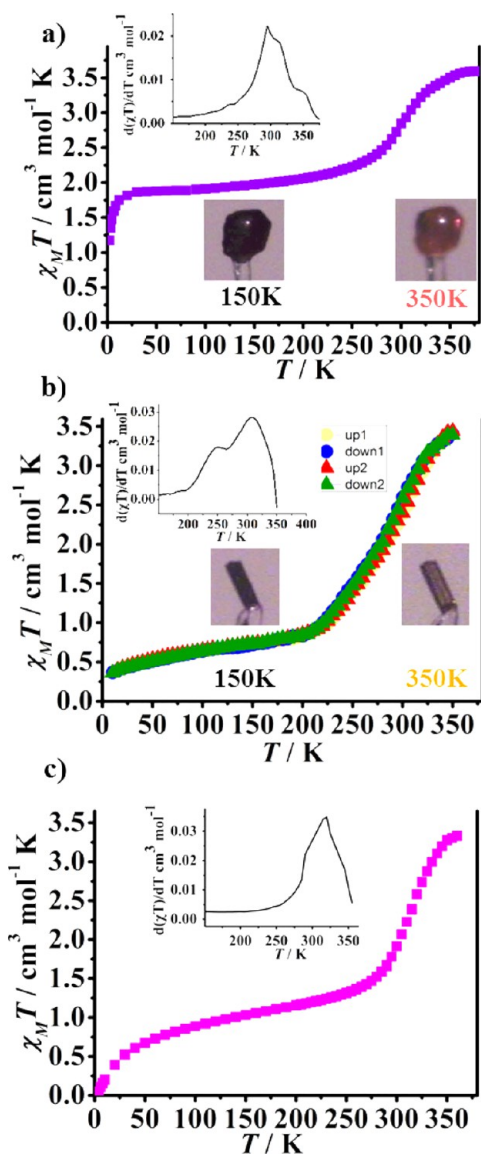 a)
d(χT)/dT cm³ mol⁻¹
0.02
0.01
0.00
200 250 300 350
T / K
χ_M T / cm³ mol⁻¹ K
3.5
3.0
2.5
2.0
1.5
1.0
0.5
0.0
150K
350K
0 50 100 150 200 250 300 350
T / K
b)
d(χT)/dT cm³ mol⁻¹
0.03
0.02
0.01
0.00
200 250 300 350 400
T / K
up1
down1
up2
down2
χ_M T / cm³ mol⁻¹ K
3.5
3.0
2.5
2.0
1.5
1.0
0.5
0.0
150K
350K
0 50 100 150 200 250 300 350
T / K
c)
d(χT)/dT cm³ mol⁻¹
0.03
0.02
0.01
0.00
200 250 300 350
T / K
χ_M T / cm³ mol⁻¹ K
3.5
3.0
2.5
2.0
1.5
1.0
0.5
0.0
0 50 100 150 200 250 300 350
T / K